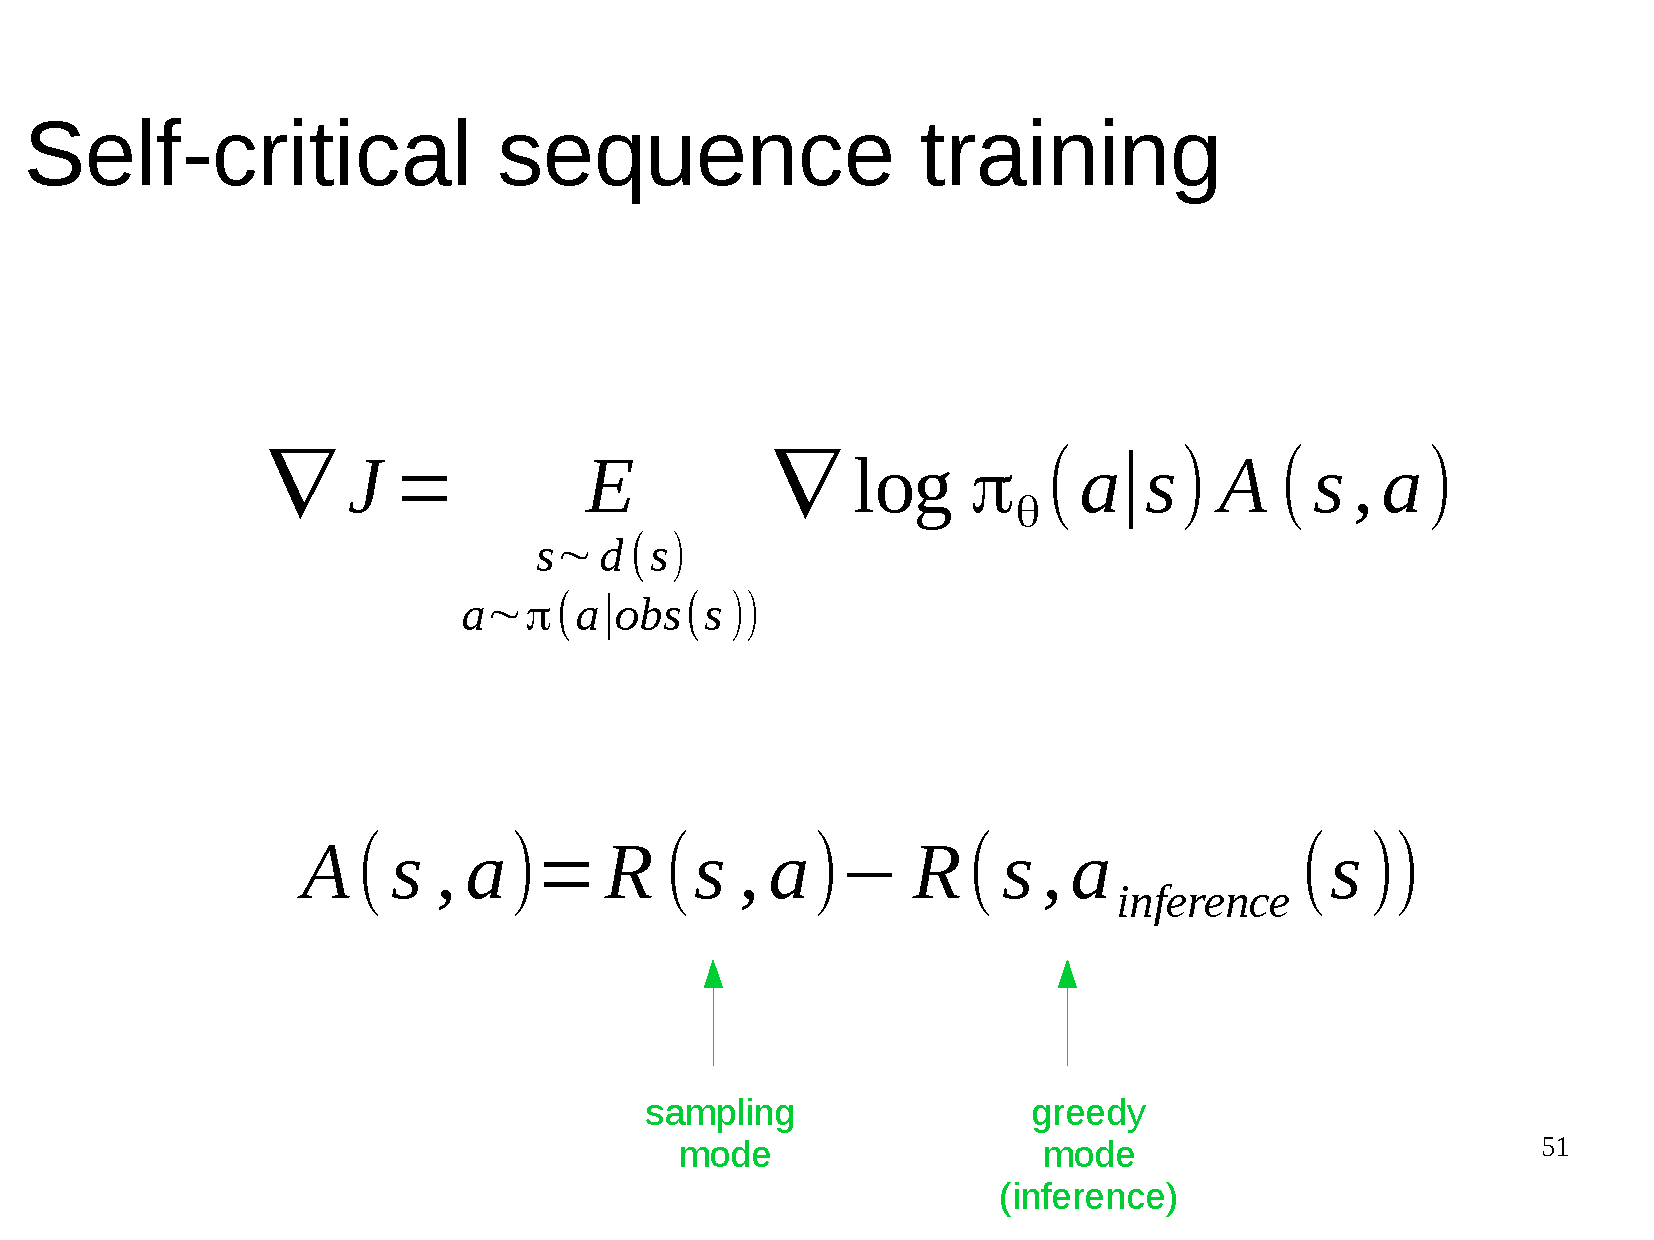 Self-critical sequence training
∇ J = E ∇ log π_θ(a|s) A(s,a)
s~d(s)
a~π(a|obs(s))
A(s,a)=R(s,a)−R(s,a_inference(s))
sampling
mode
greedy
mode
(inference)
51